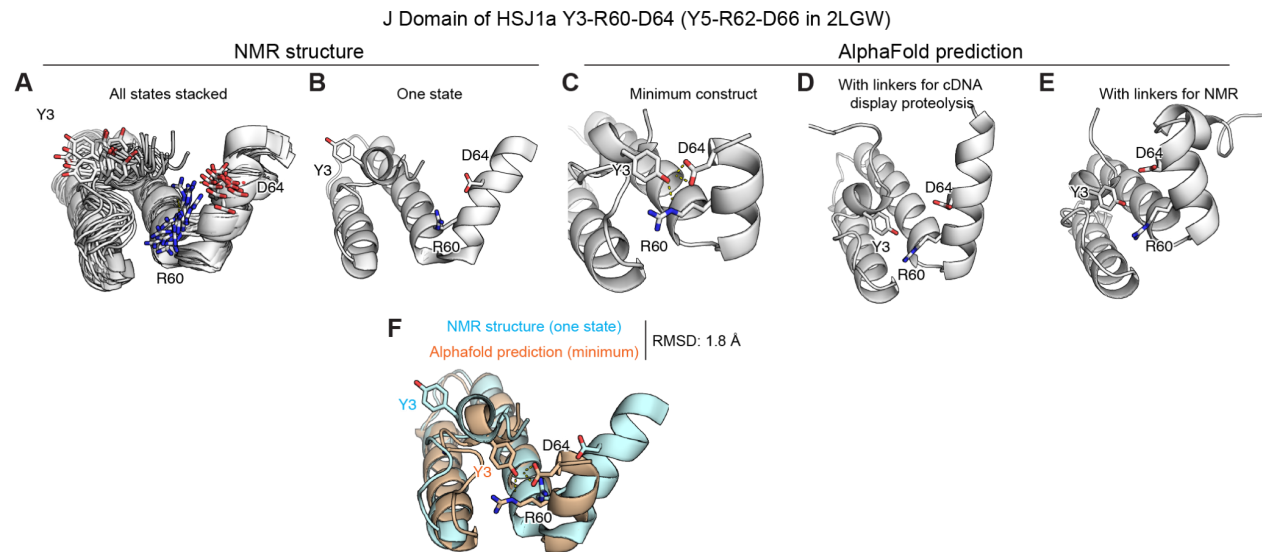 J Domain of HSJ1a Y3-R60-D64 (Y5-R62-D66 in 2LGW)
NMR structure
AlphaFold prediction
A
All states stacked
Y3
D64
R60
B
One state
Y3
D64
R60
C
Minimum construct
Y3
D64
R60
D
With linkers for cDNA
display proteolysis
D64
Y3
R60
E
With linkers for NMR
D64
Y3
R60
F
NMR structure (one state)
Alphafold prediction (minimum)
RMSD: 1.8 Å
Y3
D64
Y3
R60